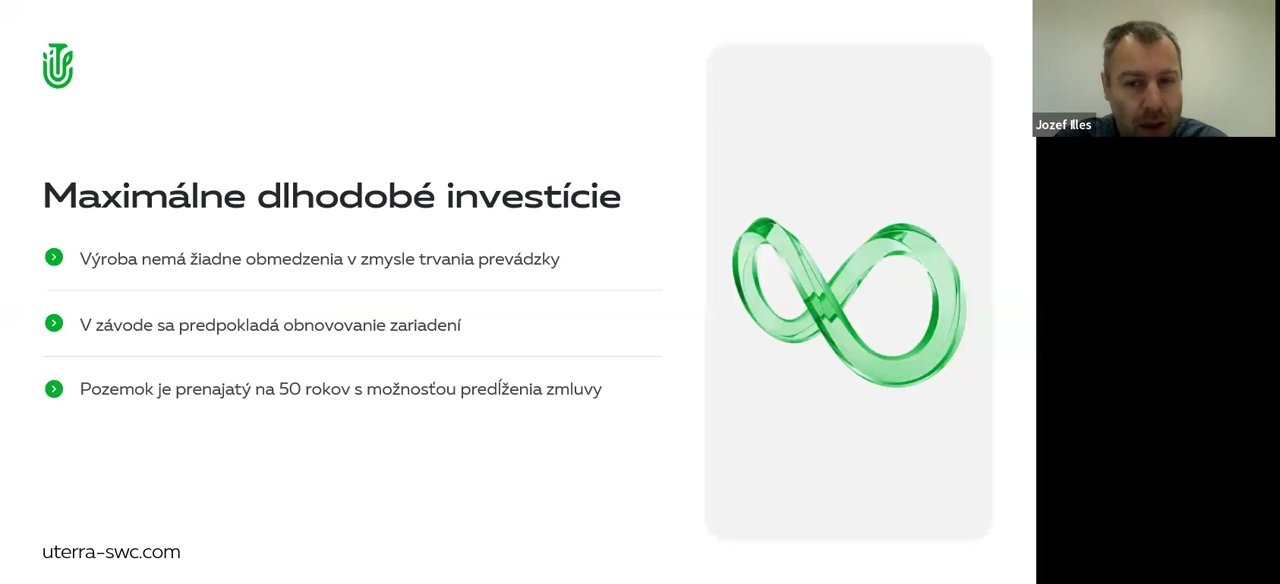 Maximálne dlhodobé investície
Výroba nemá žiadne obmedzenia v zmysle trvania prevádzky
V závode sa predpokladá obnovovanie zariadení
Pozemok je prenajatý na 50 rokov s možnosťou predĺženia zmluvy
uterra-swc.com
Jozef Illes